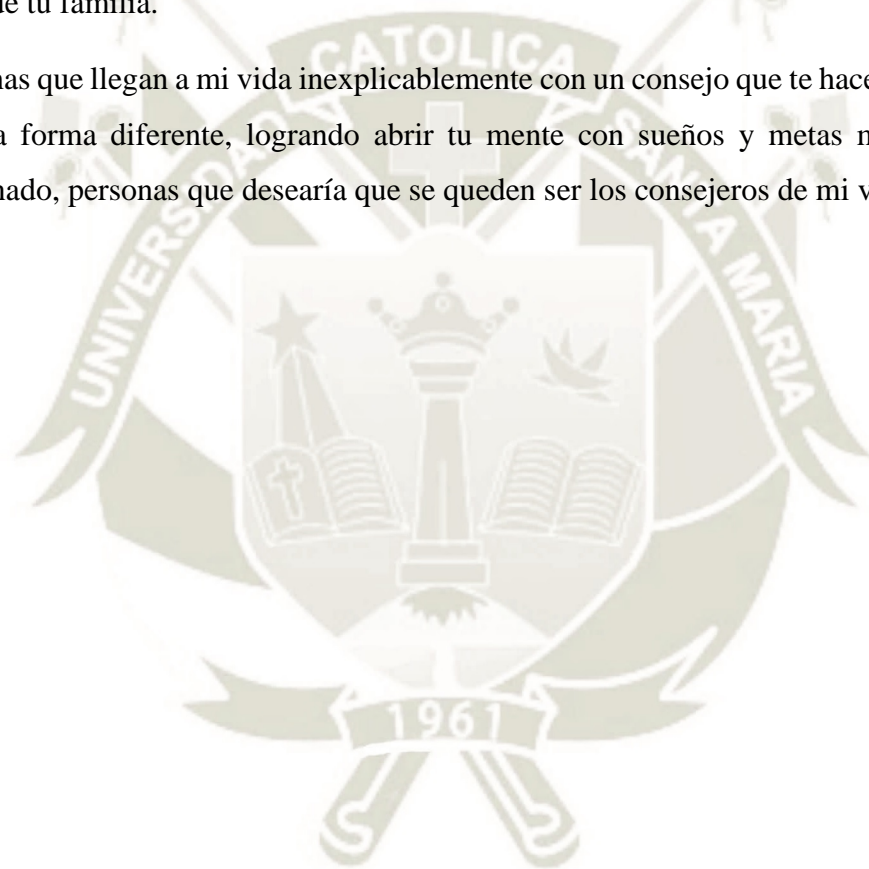 de tu familia.
nas que llegan a mi vida inexplicablemente con un consejo que te hace
a forma diferente, logrando abrir tu mente con sueños y metas
nado, personas que desearía que se queden ser los consejeros de mi
UNIVERSIDAD CATOLICA SANTA MARIA
1961